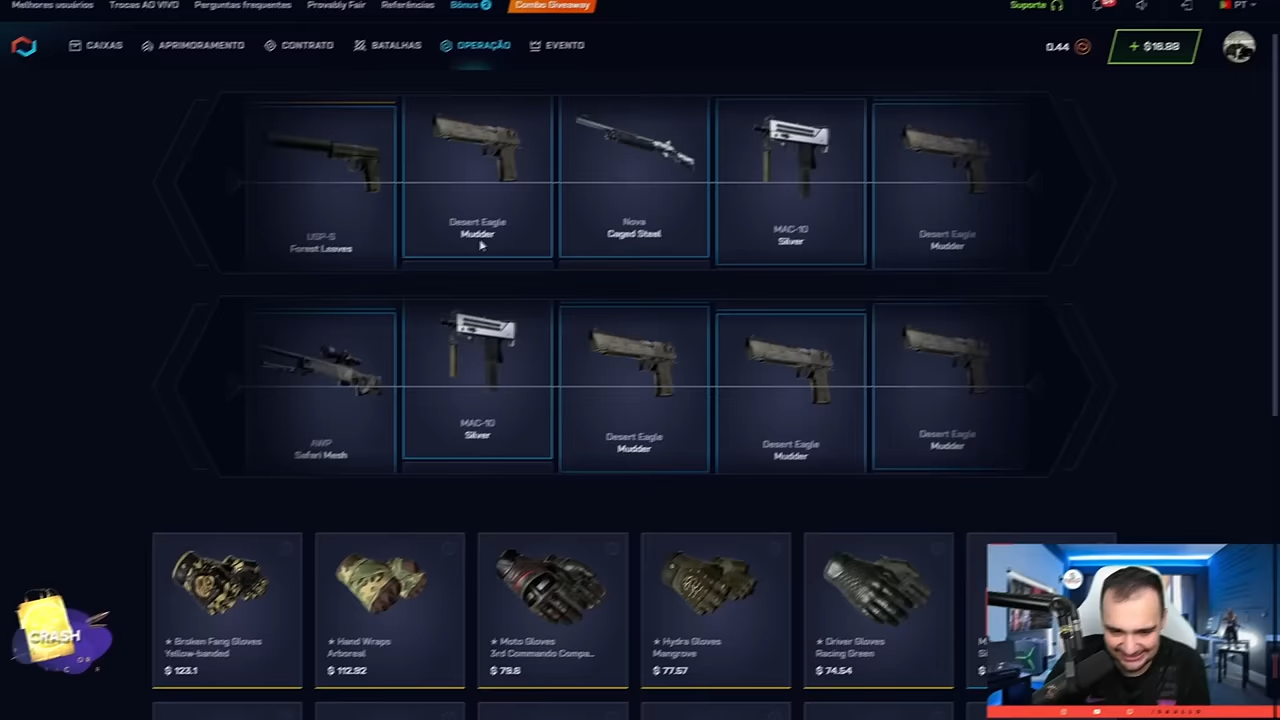 Melhores usuários Trocas AO VIVO Perguntas frequentes Provably Fair Referências Bônus Combo Giveaway Suporte PT
CAIXAS APRIMORAMENTO CONTRATO BATALHAS OPERAÇÃO EVENTO 0.44 + $16.88
USP-S
Forest Leaves
Desert Eagle
Mudder
Nova
Caged Steel
MAC-10
Silver
Desert Eagle
Mudder
AWP
Safari Mesh
MAC-10
Silver
Desert Eagle
Mudder
Desert Eagle
Mudder
Desert Eagle
Mudder
★ Broken Fang Gloves
Yellow-banded
$ 123.1
★ Hand Wraps
Arboreal
$ 112.92
★ Moto Gloves
3rd Commando Compa...
$ 79.6
★ Hydra Gloves
Mangrove
$ 77.57
★ Driver Gloves
Racing Green
$ 74.54
CRASH